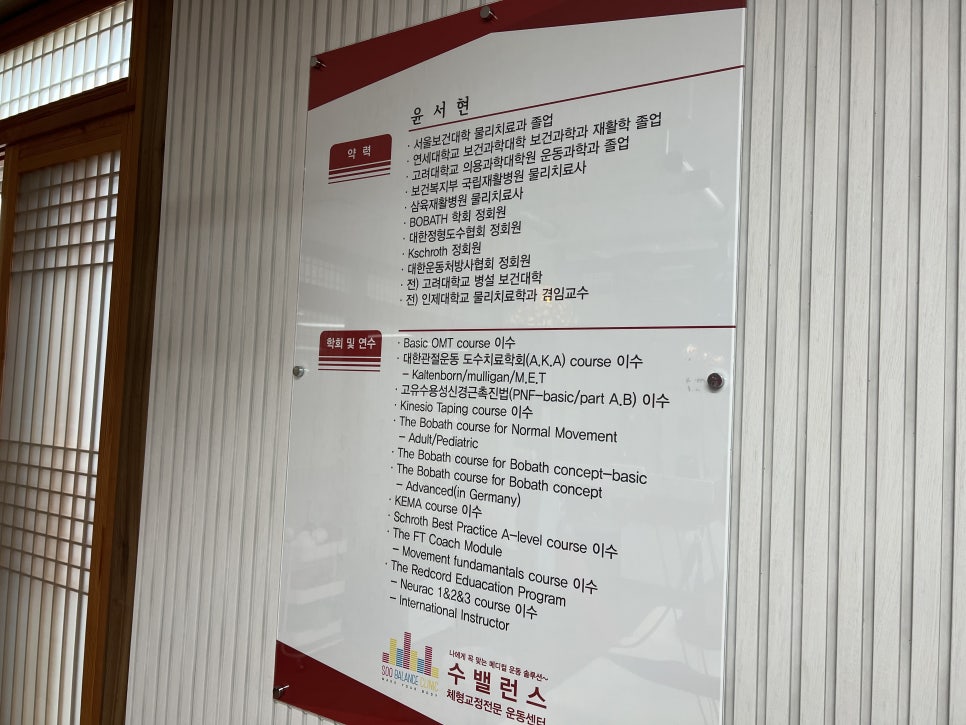 윤 서 현
약 력
· 서울보건대학 물리치료과 졸업
· 연세대학교 보건과학대학 보건과학과 재활학 졸업
· 고려대학교 의용과학대학원 운동과학과 졸업
· 보건복지부 국립재활병원 물리치료사
· 삼육재활병원 물리치료사
· BOBATH 학회 정회원
· 대한정형도수협회 정회원
· Kschroth 정회원
· 대한운동처방사협회 정회원
· 전) 고려대학교 병설 보건대학
· 전) 인제대학교 물리치료학과 겸임교수
학회 및 연수
· Basic OMT course 이수
· 대한관절운동 도수치료학회(A.K.A) course 이수
- Kaltenborn/mulligan/M.E.T
· 고유수용성신경근촉진법(PNF-basic/part A.B) 이수
· Kinesio Taping course 이수
· The Bobath course for Normal Movement
- Adult/Pediatric
· The Bobath course for Bobath concept-basic
· The Bobath course for Bobath concept
- Advanced(in Germany)
· KEMA course 이수
· Schroth Best Practice A-level course 이수
· The FT Coach Module
- Movement fundamantals course 이수
· The Redcord Eduacation Program
- Neurac 1&2&3 course 이수
- International Instructor
SOO BALANCE CLINIC
MAKE YOUR BODY
나에게 꼭 맞는 메디컬 운동 솔루션~
수 밸런스
체형교정전문 운동센터